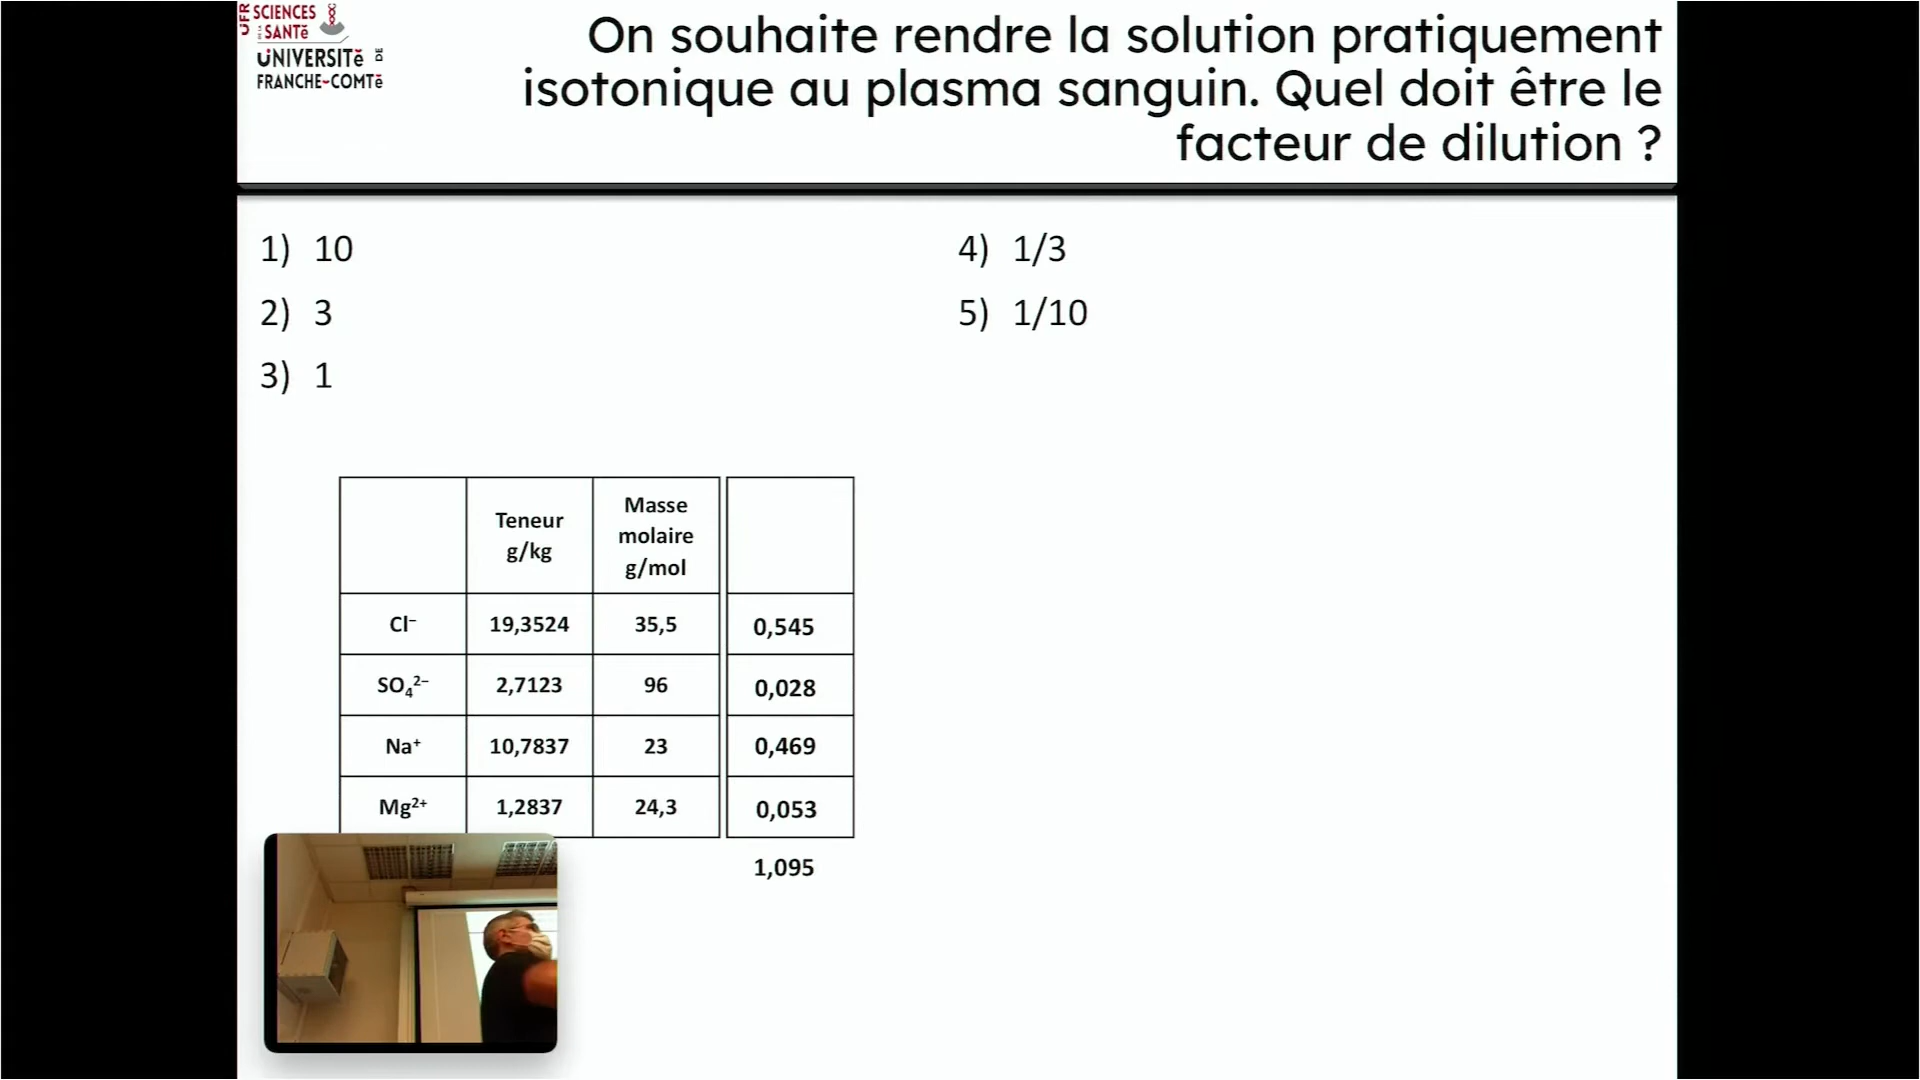 UFR SCIENCES
DE LA SANTé
UNIVERSITé DE
FRANCHE-COMTé
On souhaite rendre la solution pratiquement
isotonique au plasma sanguin. Quel doit être le
facteur de dilution ?
1) 10
2) 3
3) 1
4) 1/3
5) 1/10
Teneur g/kg
Masse molaire g/mol
Cl⁻ 19,3524 35,5 0,545
SO₄²⁻ 2,7123 96 0,028
Na⁺ 10,7837 23 0,469
Mg²⁺ 1,2837 24,3 0,053
1,095